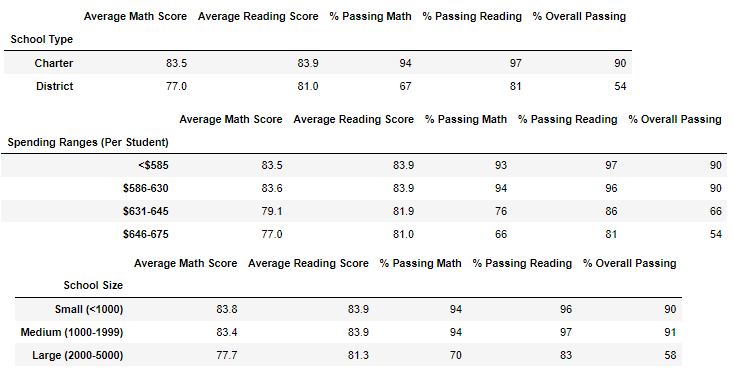 Average Math Score Average Reading Score % Passing Math % Passing Reading % Overall Passing
School Type
Charter 83.5 83.9 94 97 90
District 77.0 81.0 67 81 54
Average Math Score Average Reading Score % Passing Math % Passing Reading % Overall Passing
Spending Ranges (Per Student)
<$585 83.5 83.9 93 97 90
$586-630 83.6 83.9 94 96 90
$631-645 79.1 81.9 76 86 66
$646-675 77.0 81.0 66 81 54
Average Math Score Average Reading Score % Passing Math % Passing Reading % Overall Passing
School Size
Small (<1000) 83.8 83.9 94 96 90
Medium (1000-1999) 83.4 83.9 94 97 91
Large (2000-5000) 77.7 81.3 70 83 58